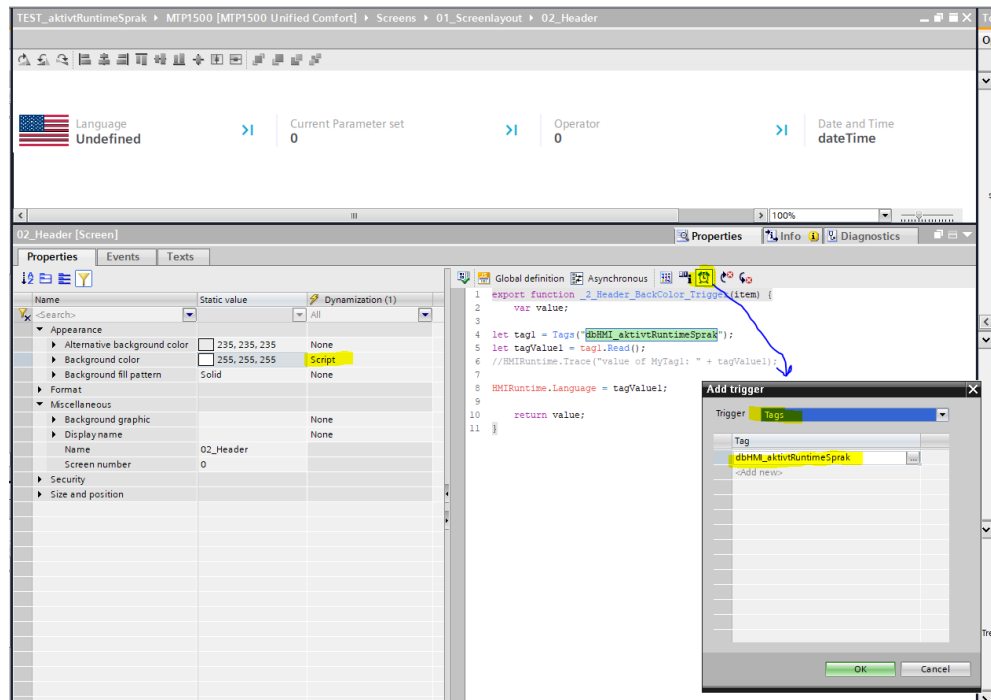 TEST_aktivtRuntimeSprak ▸ MTP1500 [MTP1500 Unified Comfort] ▸ Screens ▸ 01_Screenlayout ▸ 02_Header
Language
Undefined
Current Parameter set
0
Operator
0
Date and Time
dateTime
100%
02_Header [Screen]
Properties
Info
Diagnostics
Properties
Events
Texts
Global definition
Asynchronous
Name
Static value
Dynamization (1)
<Search>
All
Appearance
Alternative background color
235, 235, 235
None
Background color
255, 255, 255
Script
Background fill pattern
Solid
None
Format
Miscellaneous
Background graphic
None
Display name
None
Name
02_Header
Screen number
0
Security
Size and position
1 export function _2_Header_BackColor_Trigger(item) {
2 var value;
3
4 let tag1 = Tags("dbHMI_aktivtRuntimeSprak");
5 let tagValue1 = tag1.Read();
6 //HMIRuntime.Trace("value of MyTag1: " + tagValue1);
7
8 HMIRuntime.Language = tagValue1;
9
10 return value;
11 }
Add trigger
Trigger
Tags
Tag
dbHMI_aktivtRuntimeSprak
...
<Add new>
OK
Cancel